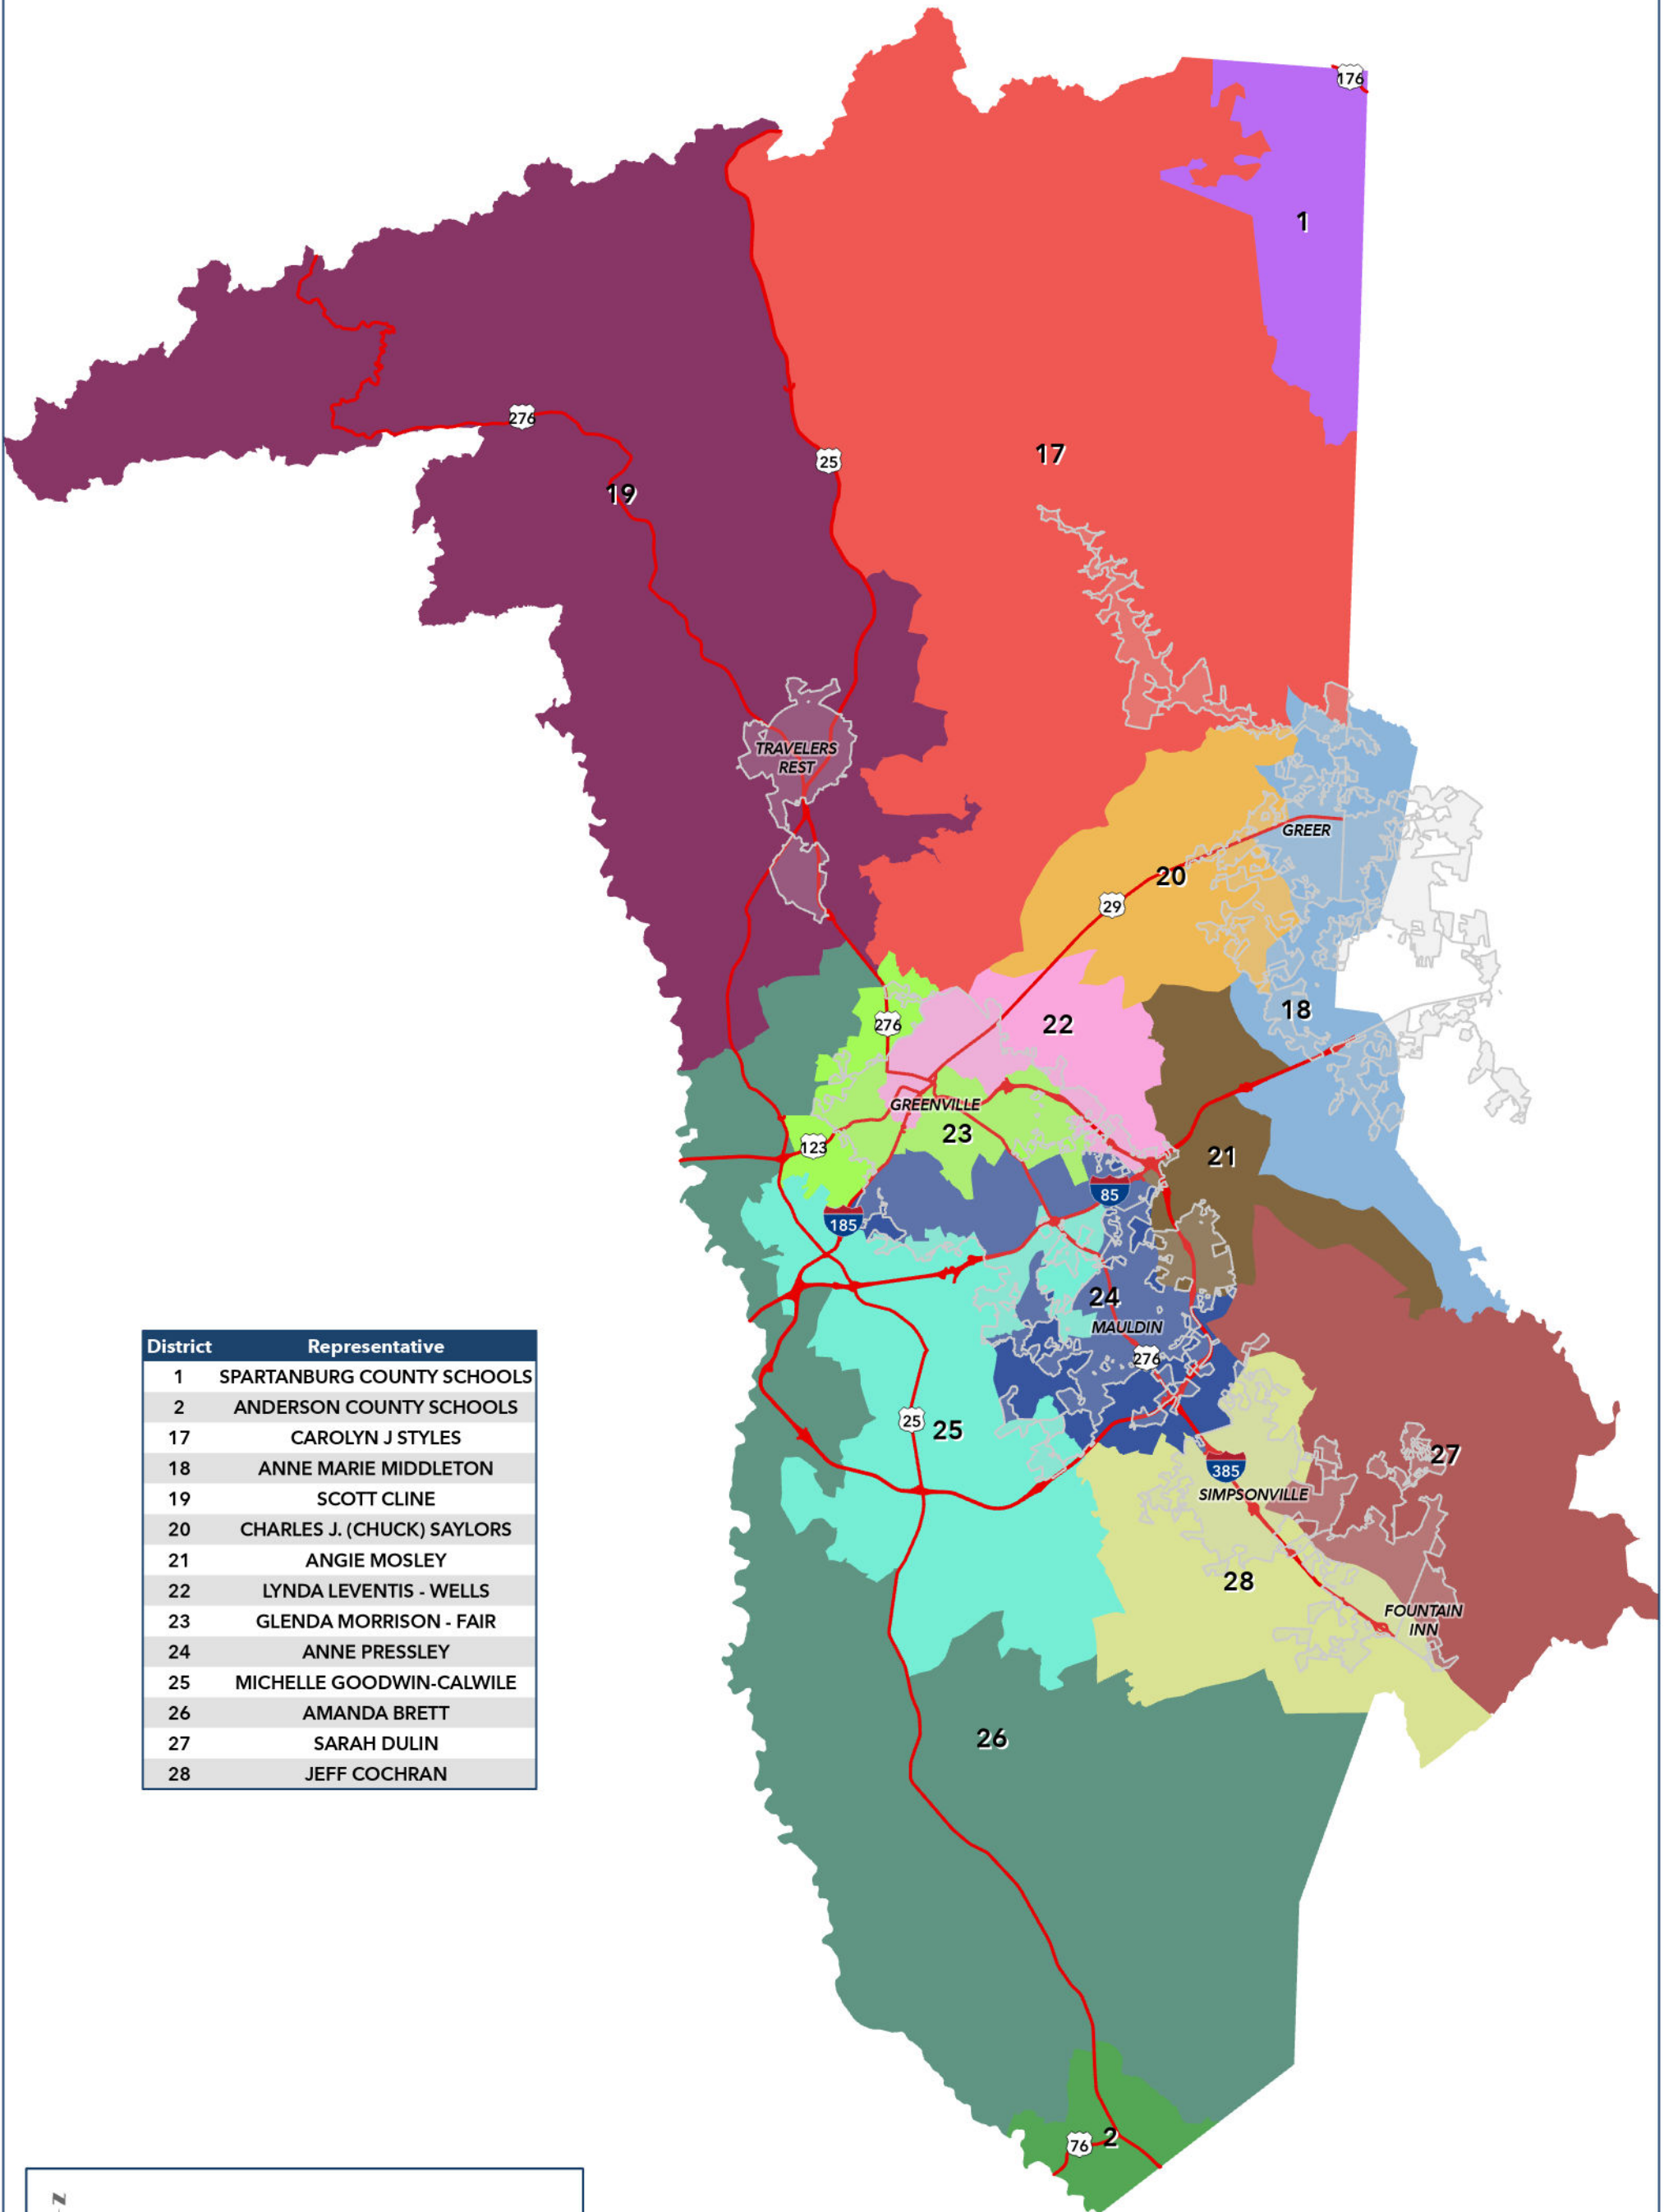 176
1
276
25
17
19
TRAVELERS
REST
GREER
20
29
18
276
22
GREENVILLE
23
123
21
85
185
24
MAULDIN
276
25
25
27
385
SIMPSONVILLE
28
FOUNTAIN
INN
26
2
76
District Representative
1 SPARTANBURG COUNTY SCHOOLS
2 ANDERSON COUNTY SCHOOLS
17 CAROLYN J STYLES
18 ANNE MARIE MIDDLETON
19 SCOTT CLINE
20 CHARLES J. (CHUCK) SAYLORS
21 ANGIE MOSLEY
22 LYNDA LEVENTIS - WELLS
23 GLENDA MORRISON - FAIR
24 ANNE PRESSLEY
25 MICHELLE GOODWIN-CALWILE
26 AMANDA BRETT
27 SARAH DULIN
28 JEFF COCHRAN